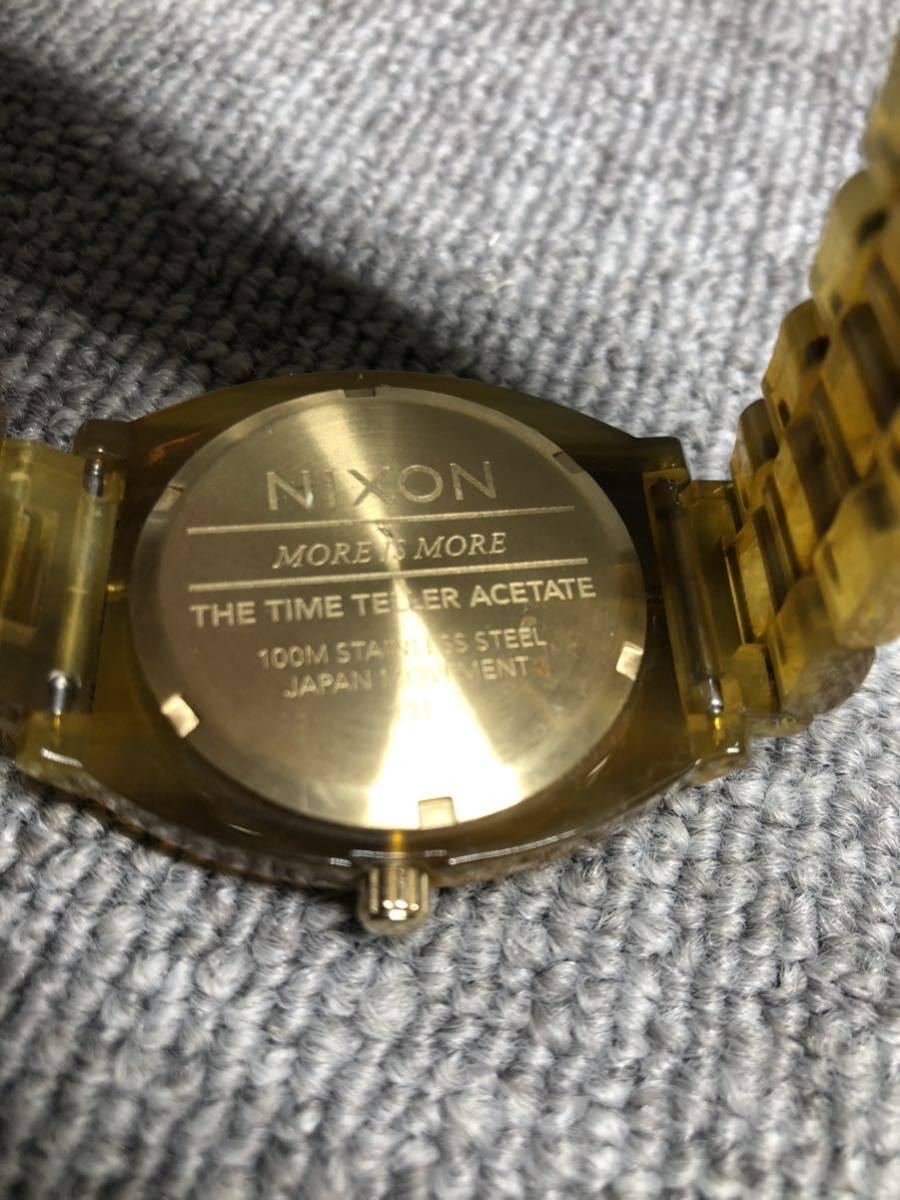 NIXON
MORE IS MORE
THE TIME TELLER ACETATE
100M STAINLESS STEEL
JAPAN MOVEMENT